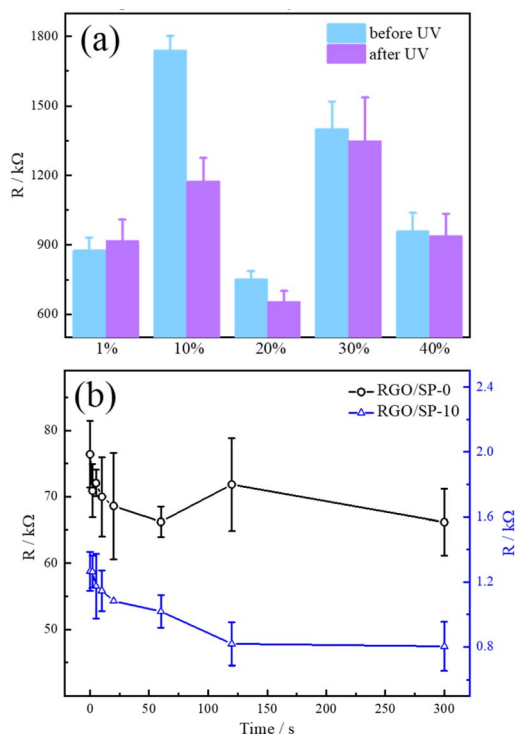 (a)
before UV
after UV
1800
1500
1200
900
600
R / kΩ
1% 10% 20% 30% 40%
(b)
RGO/SP-0
RGO/SP-10
80
70
60
50
R / kΩ
2.4
2.0
1.6
1.2
0.8
R / kΩ
0 50 100 150 200 250 300
Time / s